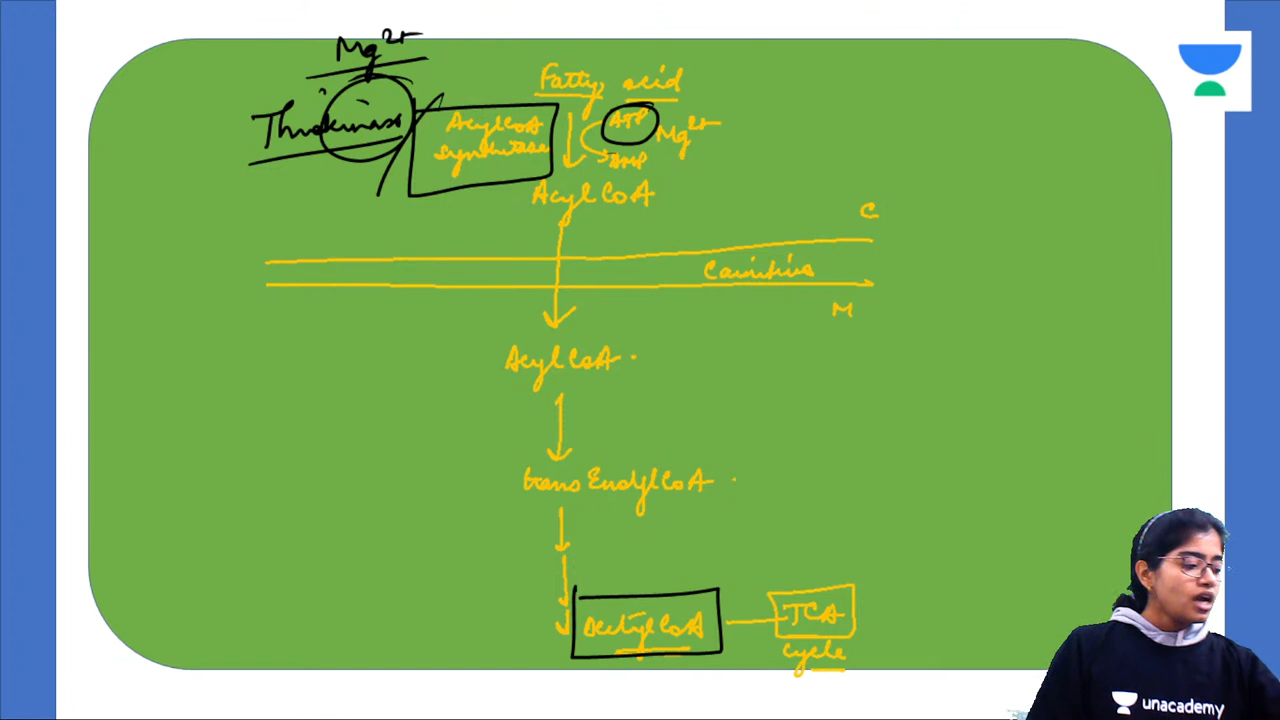 Mg2+
Thiokinase
Fatty acid
Acyl CoA
synthetase
ATP
Mg2+
AMP
Acyl CoA
C
Carnitine
M
Acyl CoA
trans Enoyl CoA
Acetyl CoA
TCA
cycle
unacademy